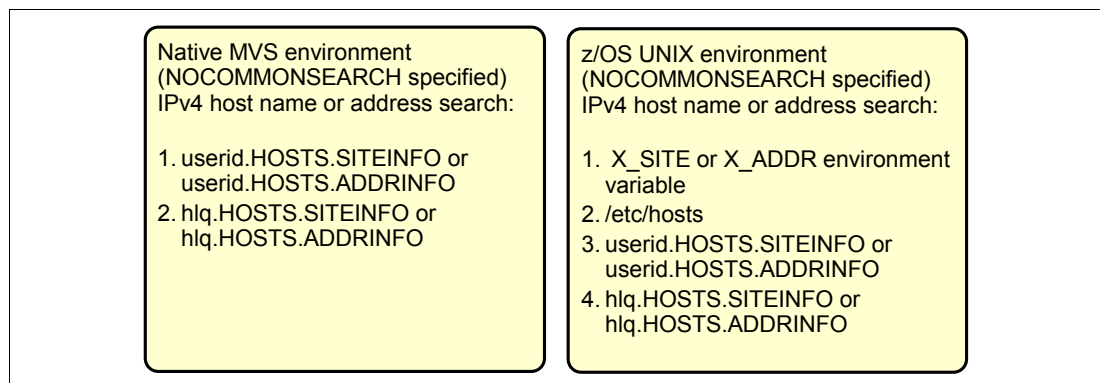 Native MVS environment
(NOCOMMONSEARCH specified)
IPv4 host name or address search:
1. userid.HOSTS.SITEINFO or
userid.HOSTS.ADDRINFO
2. hlq.HOSTS.SITEINFO or
hlq.HOSTS.ADDRINFO
z/OS UNIX environment
(NOCOMMONSEARCH specified)
IPv4 host name or address search:
1. X_SITE or X_ADDR environment
variable
2. /etc/hosts
3. userid.HOSTS.SITEINFO or
userid.HOSTS.ADDRINFO
4. hlq.HOSTS.SITEINFO or
hlq.HOSTS.ADDRINFO